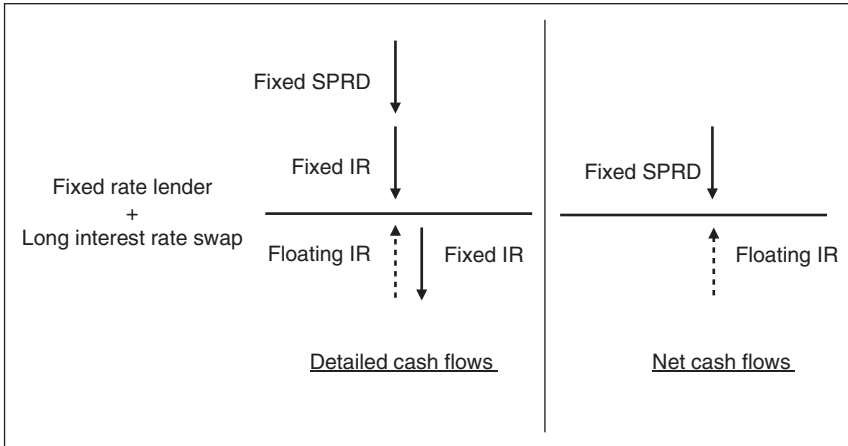 Fixed rate lender
+
Long interest rate swap
Fixed SPRD
Fixed IR
Floating IR
Fixed IR
Detailed cash flows
Fixed SPRD
Floating IR
Net cash flows